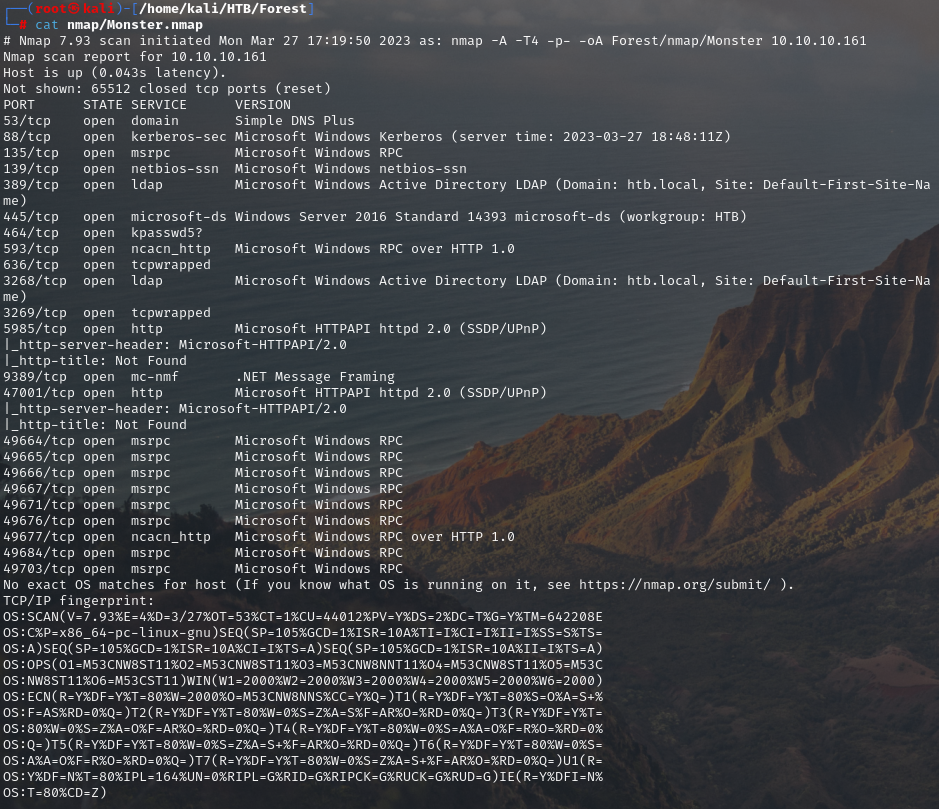 ┌──(root㉿kali)-[/home/kali/HTB/Forest]
└─# cat nmap/Monster.nmap
# Nmap 7.93 scan initiated Mon Mar 27 17:19:50 2023 as: nmap -A -T4 -p- -oA Forest/nmap/Monster 10.10.10.161
Nmap scan report for 10.10.10.161
Host is up (0.043s latency).
Not shown: 65512 closed tcp ports (reset)
PORT      STATE SERVICE      VERSION
53/tcp    open  domain       Simple DNS Plus
88/tcp    open  kerberos-sec Microsoft Windows Kerberos (server time: 2023-03-27 18:48:11Z)
135/tcp   open  msrpc        Microsoft Windows RPC
139/tcp   open  netbios-ssn  Microsoft Windows netbios-ssn
389/tcp   open  ldap         Microsoft Windows Active Directory LDAP (Domain: htb.local, Site: Default-First-Site-Na
me)
445/tcp   open  microsoft-ds Windows Server 2016 Standard 14393 microsoft-ds (workgroup: HTB)
464/tcp   open  kpasswd5?
593/tcp   open  ncacn_http   Microsoft Windows RPC over HTTP 1.0
636/tcp   open  tcpwrapped
3268/tcp  open  ldap         Microsoft Windows Active Directory LDAP (Domain: htb.local, Site: Default-First-Site-Na
me)
3269/tcp  open  tcpwrapped
5985/tcp  open  http         Microsoft HTTPAPI httpd 2.0 (SSDP/UPnP)
|_http-server-header: Microsoft-HTTPAPI/2.0
|_http-title: Not Found
9389/tcp  open  mc-nmf       .NET Message Framing
47001/tcp open  http         Microsoft HTTPAPI httpd 2.0 (SSDP/UPnP)
|_http-server-header: Microsoft-HTTPAPI/2.0
|_http-title: Not Found
49664/tcp open  msrpc        Microsoft Windows RPC
49665/tcp open  msrpc        Microsoft Windows RPC
49666/tcp open  msrpc        Microsoft Windows RPC
49667/tcp open  msrpc        Microsoft Windows RPC
49671/tcp open  msrpc        Microsoft Windows RPC
49676/tcp open  msrpc        Microsoft Windows RPC
49677/tcp open  ncacn_http   Microsoft Windows RPC over HTTP 1.0
49684/tcp open  msrpc        Microsoft Windows RPC
49703/tcp open  msrpc        Microsoft Windows RPC
No exact OS matches for host (If you know what OS is running on it, see https://nmap.org/submit/ ).
TCP/IP fingerprint:
OS:SCAN(V=7.93%E=4%D=3/27%OT=53%CT=1%CU=44012%PV=Y%DS=2%DC=T%G=Y%TM=642208E
OS:C%P=x86_64-pc-linux-gnu)SEQ(SP=105%GCD=1%ISR=10A%TI=I%CI=I%II=I%SS=S%TS=
OS:A)SEQ(SP=105%GCD=1%ISR=10A%CI=I%TS=A)SEQ(SP=105%GCD=1%ISR=10A%II=I%TS=A)
OS:OPS(O1=M53CNW8ST11%O2=M53CNW8ST11%O3=M53CNW8NNT11%O4=M53CNW8ST11%O5=M53C
OS:NW8ST11%O6=M53CST11)WIN(W1=2000%W2=2000%W3=2000%W4=2000%W5=2000%W6=2000)
OS:ECN(R=Y%DF=Y%T=80%W=2000%O=M53CNW8NNS%CC=Y%Q=)T1(R=Y%DF=Y%T=80%S=O%A=S+%
OS:F=AS%RD=0%Q=)T2(R=Y%DF=Y%T=80%W=0%S=Z%A=S%F=AR%O=%RD=0%Q=)T3(R=Y%DF=Y%T=
OS:80%W=0%S=Z%A=O%F=AR%O=%RD=0%Q=)T4(R=Y%DF=Y%T=80%W=0%S=A%A=O%F=R%O=%RD=0%
OS:Q=)T5(R=Y%DF=Y%T=80%W=0%S=Z%A=S+%F=AR%O=%RD=0%Q=)T6(R=Y%DF=Y%T=80%W=0%S=
OS:A%A=O%F=R%O=%RD=0%Q=)T7(R=Y%DF=Y%T=80%W=0%S=Z%A=S+%F=AR%O=%RD=0%Q=)U1(R=
OS:Y%DF=N%T=80%IPL=164%UN=0%RIPL=G%RID=G%RIPCK=G%RUCK=G%RUD=G)IE(R=Y%DFI=N%
OS:T=80%CD=Z)